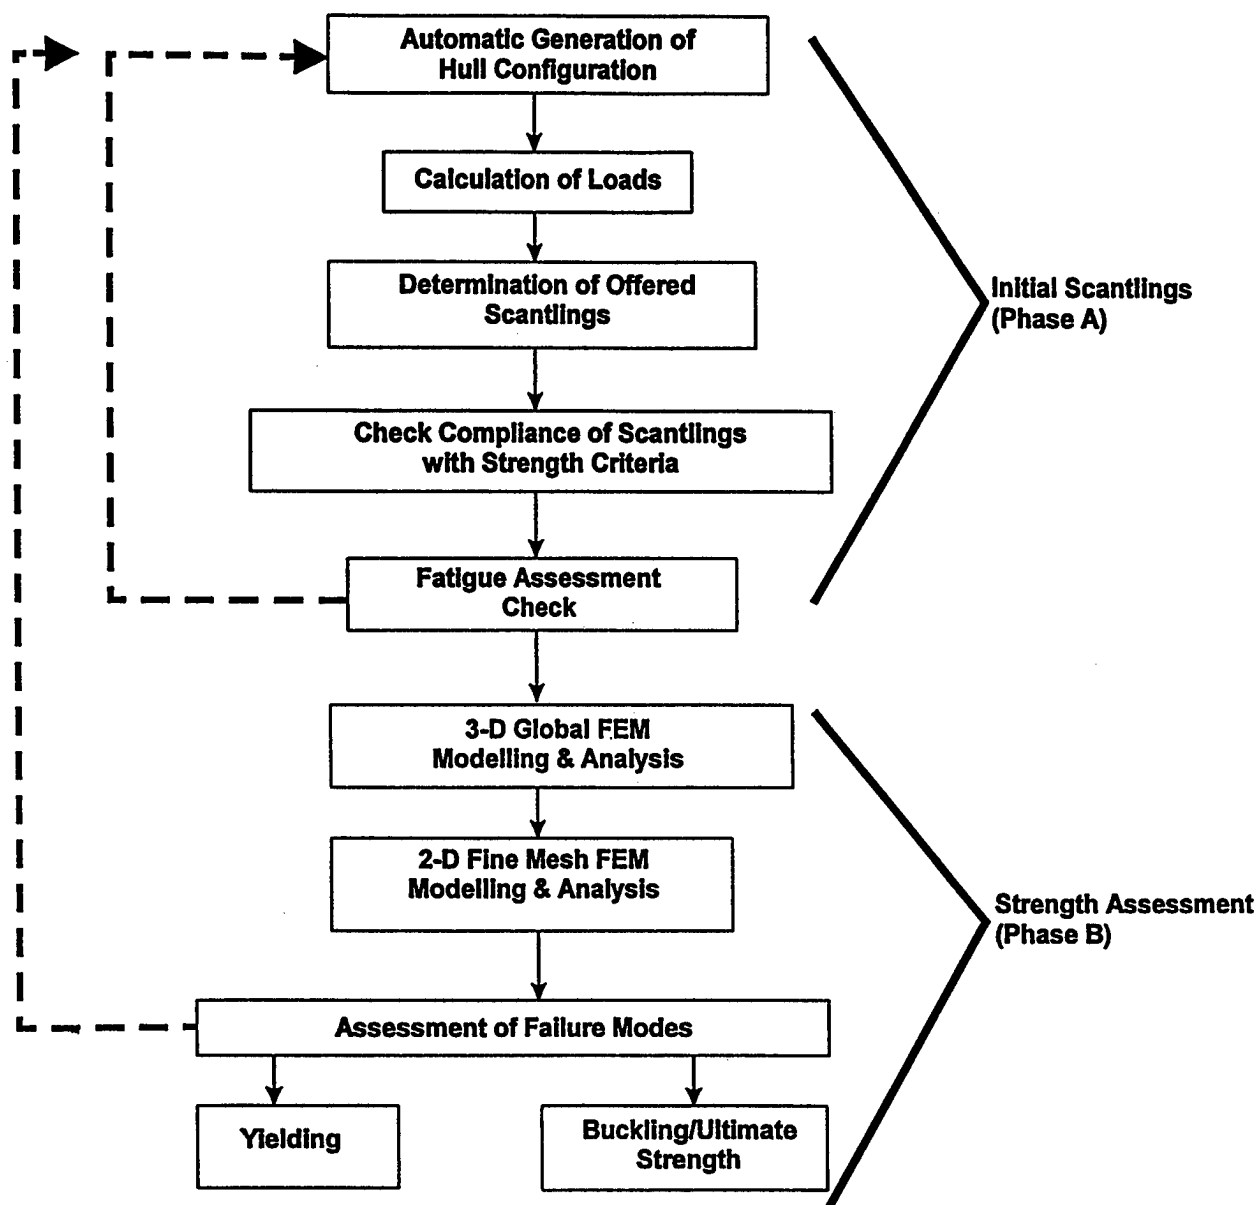 Automatic Generation of
Hull Configuration
Calculation of Loads
Determination of Offered
Scantlings
Initial Scantlings
(Phase A)
Check Compliance of Scantlings
with Strength Criteria
Fatigue Assessment
Check
3-D Global FEM
Modelling & Analysis
2-D Fine Mesh FEM
Modelling & Analysis
Strength Assessment
(Phase B)
Assessment of Failure Modes
Yielding
Buckling/Ultimate
Strength